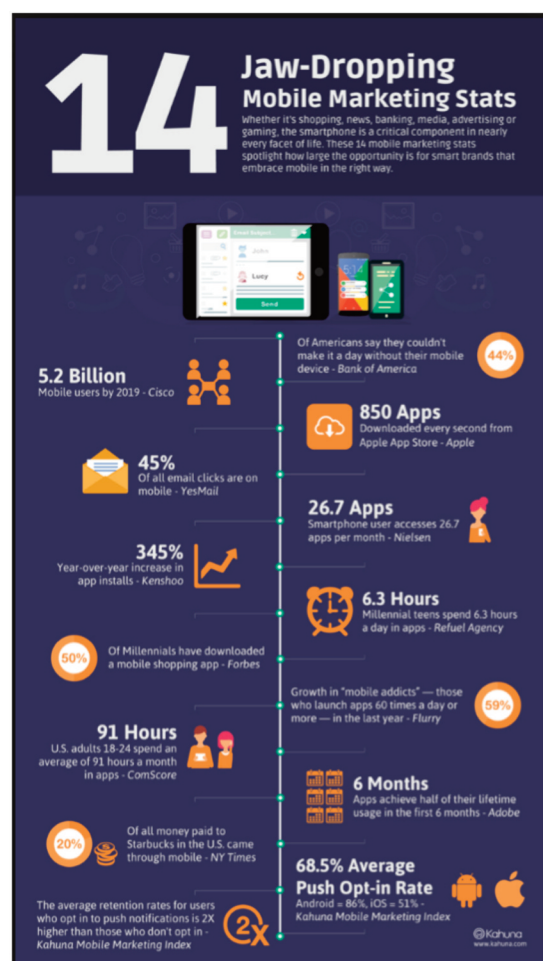 14
Jaw-Dropping
Mobile Marketing Stats
Whether it's shopping, news, banking, media, advertising or
gaming, the smartphone is a critical component in nearly
every facet of life. These 14 mobile marketing stats
spotlight how large the opportunity is for smart brands that
embrace mobile in the right way.
John
Lucy
Send
5:14
Of Americans say they couldn't
make it a day without their mobile
device - Bank of America
44%
5.2 Billion
Mobile users by 2019 - Cisco
850 Apps
Downloaded every second from
Apple App Store - Apple
45%
Of all email clicks are on
mobile - YesMail
26.7 Apps
Smartphone user accesses 26.7
apps per month - Nielsen
345%
Year-over-year increase in
app installs - Kenshoo
6.3 Hours
Millennial teens spend 6.3 hours
a day in apps - Refuel Agency
50%
Of Millennials have downloaded
a mobile shopping app - Forbes
Growth in "mobile addicts" — those
who launch apps 60 times a day or
more — in the last year - Flurry
59%
91 Hours
U.S. adults 18-24 spend an
average of 91 hours a month
in apps - ComScore
6 Months
Apps achieve half of their lifetime
usage in the first 6 months - Adobe
20%
Of all money paid to
Starbucks in the U.S. came
through mobile - NY Times
68.5% Average
Push Opt-in Rate
Android = 86%, iOS = 51% -
Kahuna Mobile Marketing Index
The average retention rates for users
who opt in to push notifications is 2X
higher than those who don't opt in -
Kahuna Mobile Marketing Index
2X
Kahuna
www.kahuna.com